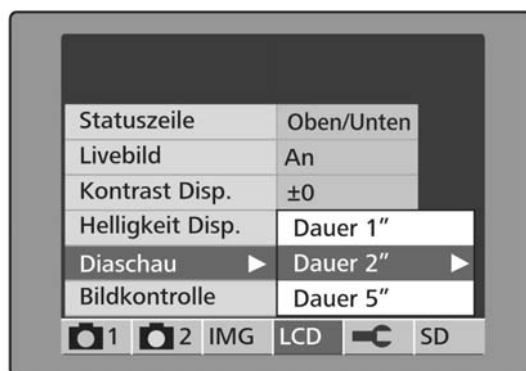 Statuszeile Oben/Unten
Livebild An
Kontrast Disp. ±0
Helligkeit Disp. Dauer 1”
Diaschau Dauer 2”
Bildkontrolle Dauer 5”
1 2 IMG LCD SD